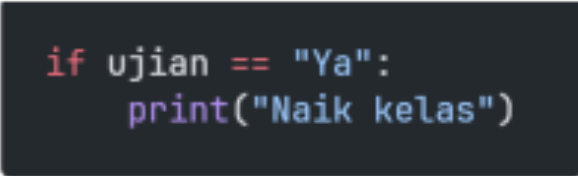 if ujian == "Ya":
    print("Naik kelas")